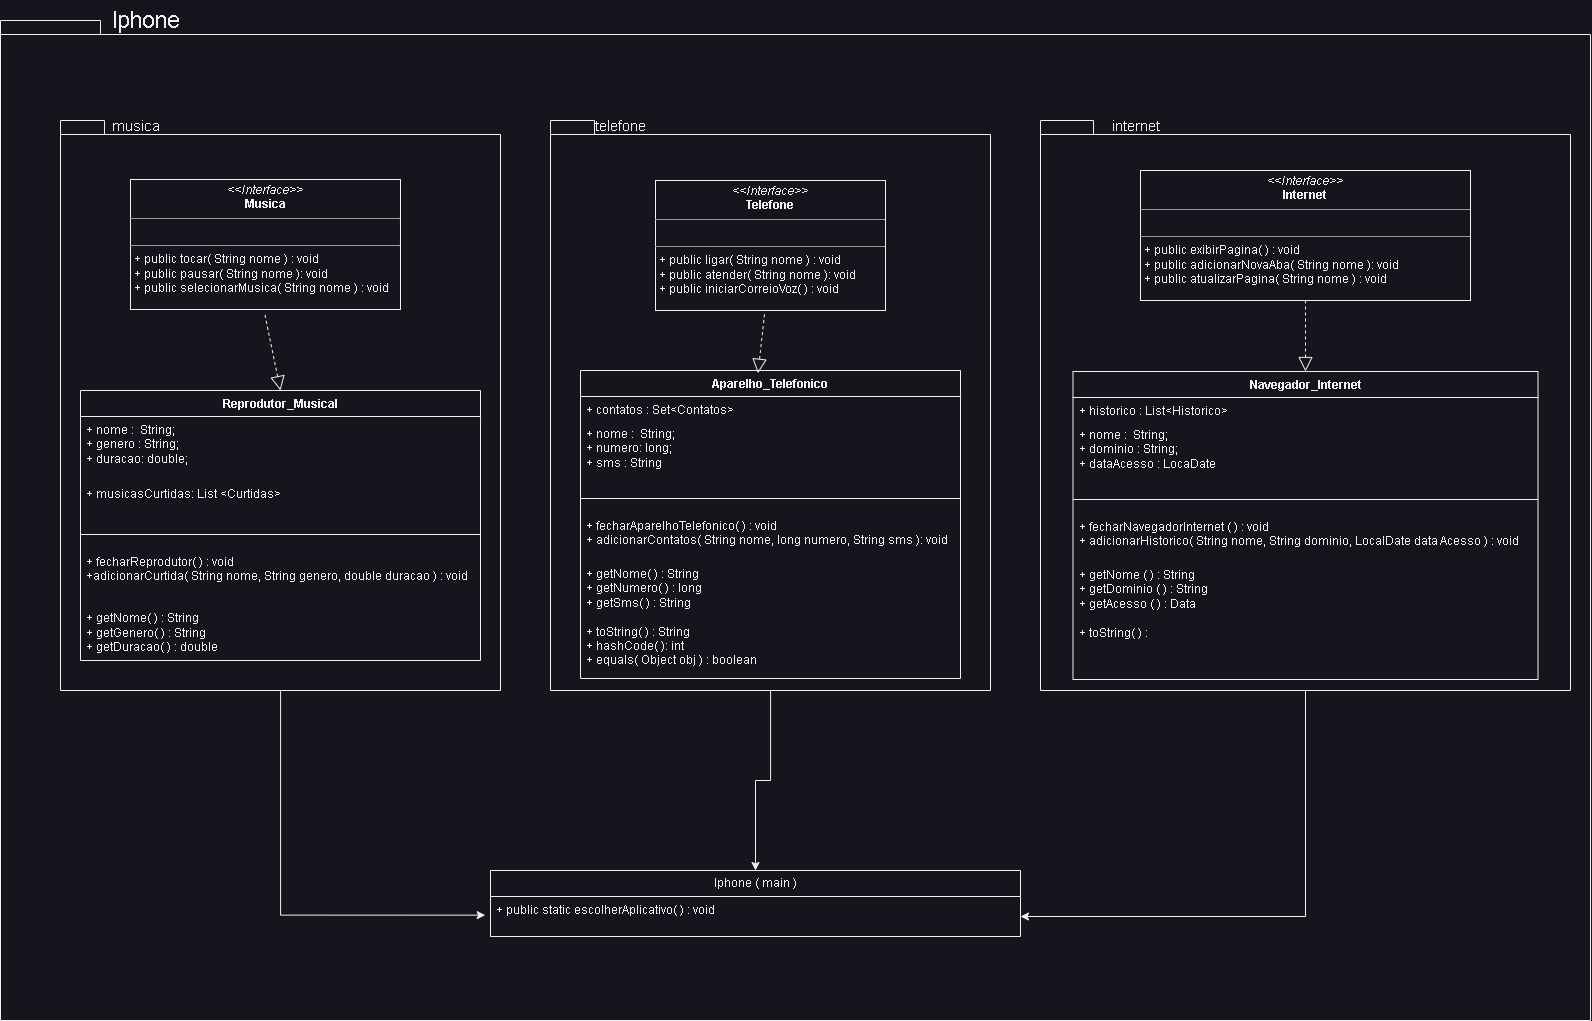 Iphone
musica
<<Interface>>
Musica
+ public tocar( String nome ) : void
+ public pausar( String nome ): void
+ public selecionarMusica( String nome ) : void
Reprodutor_Musical
+ nome :  String;
+ genero : String;
+ duracao: double;
+ musicasCurtidas: List <Curtidas>
+ fecharReprodutor() : void
+adicionarCurtida( String nome, String genero, double duracao ) : void
+ getNome() : String
+ getGenero() : String
+ getDuracao() : double
telefone
<<Interface>>
Telefone
+ public ligar( String nome ) : void
+ public atender( String nome ): void
+ public iniciarCorreioVoz() : void
Aparelho_Telefonico
+ contatos : Set<Contatos>
+ nome :  String;
+ numero: long;
+ sms : String
+ fecharAparelhoTelefonico() : void
+ adicionarContatos( String nome, long numero, String sms ): void
+ getNome() : String
+ getNumero() : long
+ getSms() : String
+ toString() : String
+ hashCode(): int
+ equals( Object obj ) : boolean
internet
<<Interface>>
Internet
+ public exibirPagina() : void
+ public adicionarNovaAba( String nome ): void
+ public atualizarPagina( String nome ) : void
Navegador_Internet
+ historico : List<Historico>
+ nome :  String;
+ dominio : String;
+ dataAcesso : LocaDate
+ fecharNavegadorInternet () : void
+ adicionarHistorico( String nome, String dominio, LocalDate data Acesso ) : void
+ getNome () : String
+ getDominio () : String
+ getAcesso () : Data
+ toString() :
Iphone ( main )
+ public static escolherAplicativo() : void